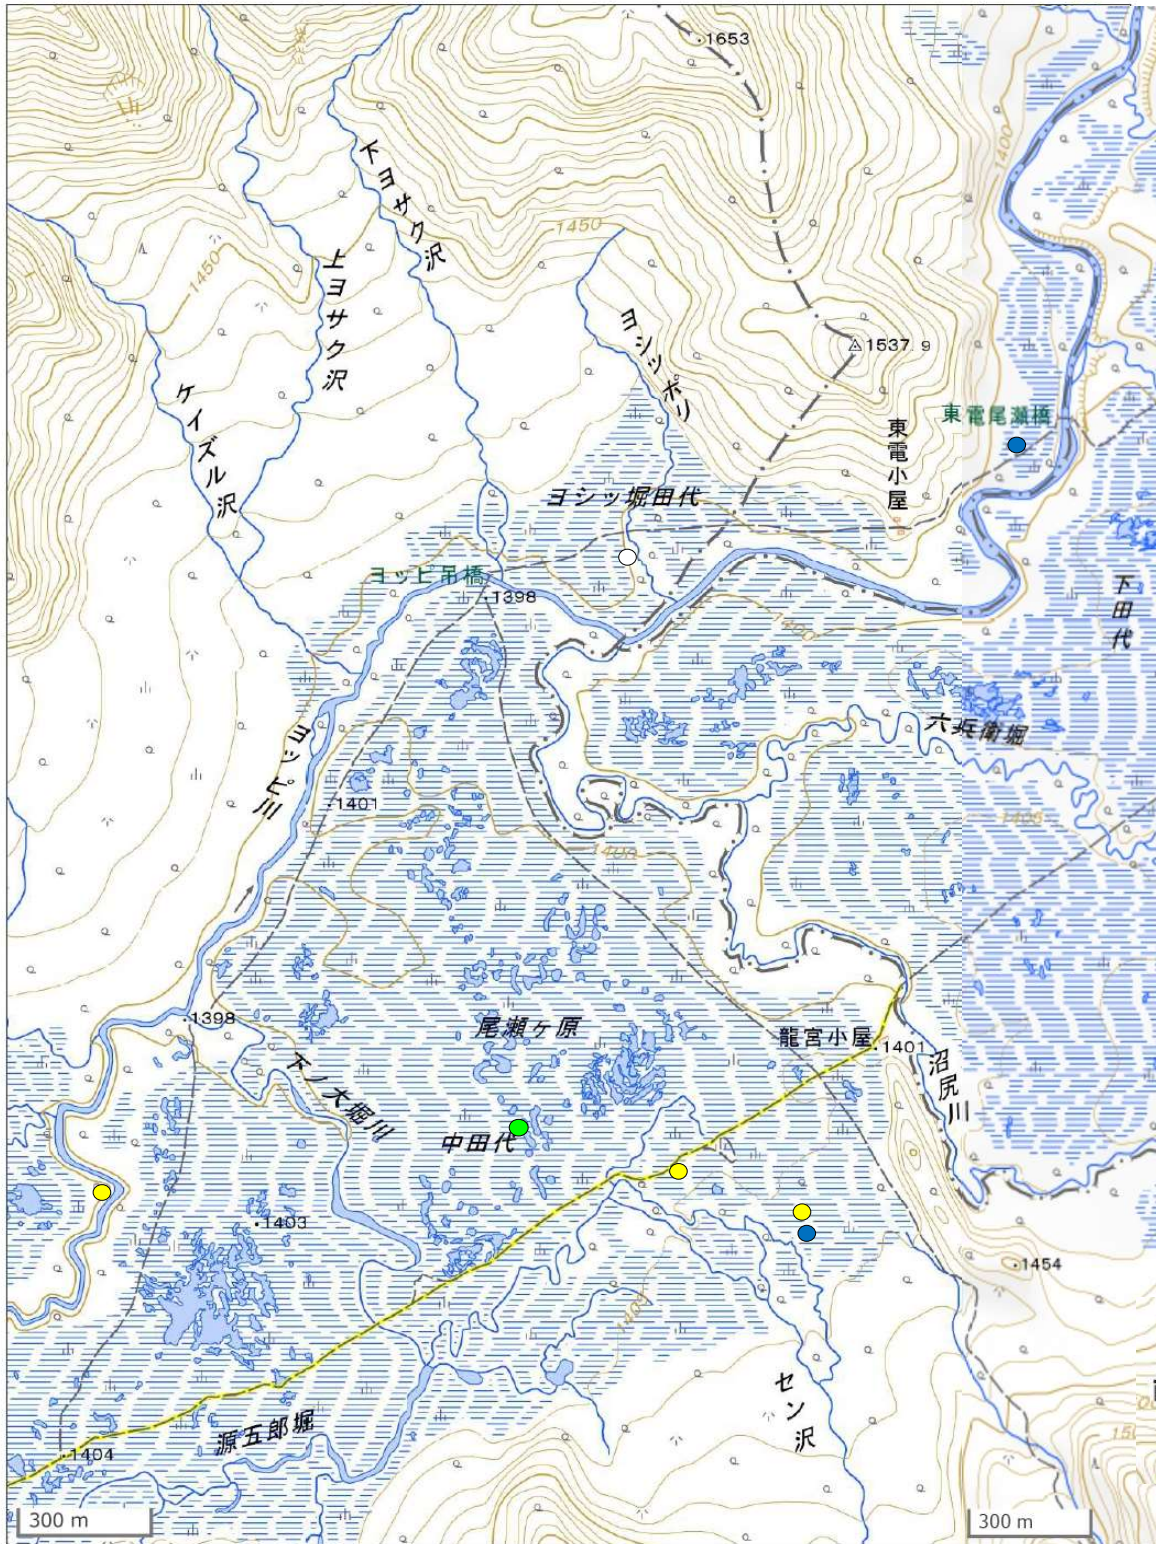 1653
下ヨサク沢
1400
1450
上ヨサク沢
1450
ヨシッポリ
1537.9
ケイズル沢
東電尾瀬橋
東電小屋
ヨシッ堀田代
ヨッピ吊橋
1398
下田代
1400
六兵衛堀
ヨッピ川
1401
1405
1400
1398
尾瀬ヶ原
龍宮小屋
1401
下ノ大堀川
沼尻川
中田代
1403
1454
セン沢
源五郎堀
1404
300 m
300 m